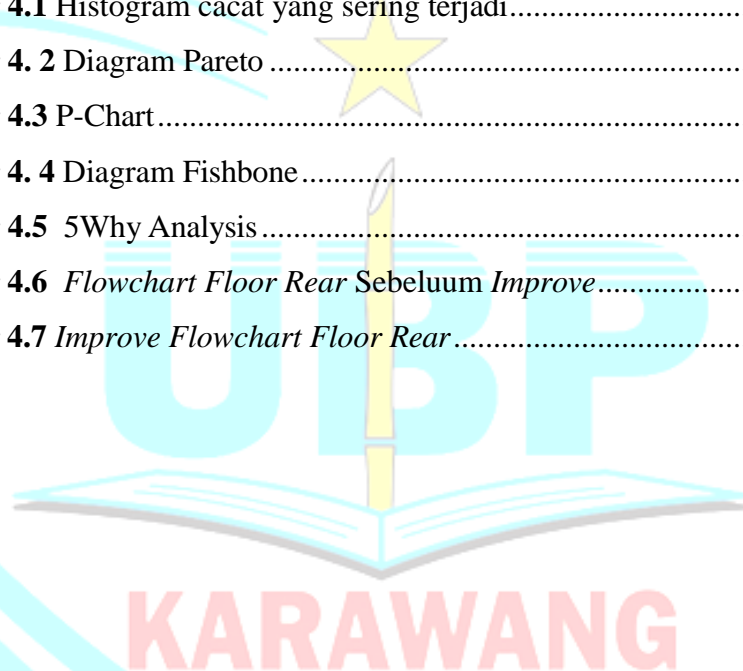 4.1 Histogram cacat yang sering terjadi........................
4. 2 Diagram Pareto ........................................................
4.3 P-Chart......................................................................
4. 4 Diagram Fishbone.....................................................
4.5 5Why Analysis ..........................................................
4.6 Flowchart Floor Rear Sebeluum Improve.................
4.7 Improve Flowchart Floor Rear..................................
UBP
KARAWANG